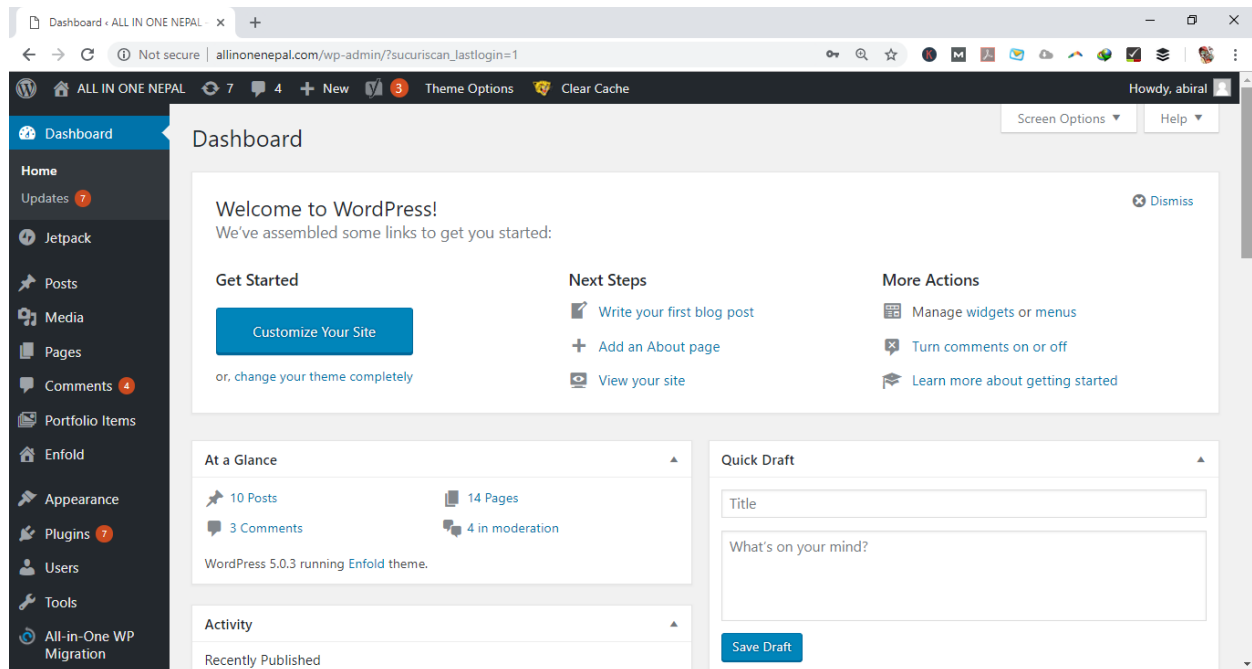 Dashboard ‹ ALL IN ONE NEPAL -
Not secure | allinonenepal.com/wp-admin/?sucuriscan_lastlogin=1
ALL IN ONE NEPAL 7 4 New 3 Theme Options Clear Cache Howdy, abiral
Screen Options Help
Dashboard
Home
Updates 7
Jetpack
Posts
Media
Pages
Comments 4
Portfolio Items
Enfold
Appearance
Plugins 7
Users
Tools
All-in-One WP
Migration
Dashboard
Welcome to WordPress!
Dismiss
We've assembled some links to get you started:
Get Started
Customize Your Site
or, change your theme completely
Next Steps
Write your first blog post
Add an About page
View your site
More Actions
Manage widgets or menus
Turn comments on or off
Learn more about getting started
At a Glance
10 Posts 14 Pages
3 Comments 4 in moderation
WordPress 5.0.3 running Enfold theme.
Activity
Recently Published
Quick Draft
Title
What's on your mind?
Save Draft